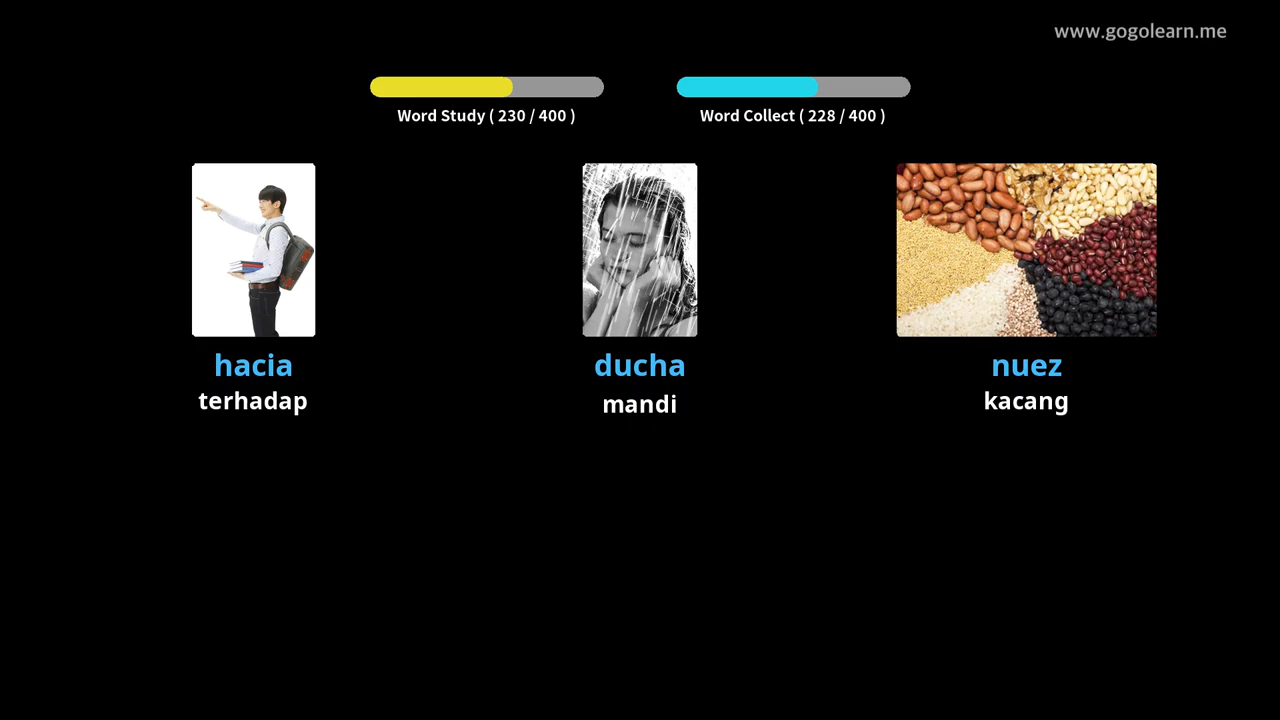 www.gogolearn.me
Word Study ( 230 / 400 )
Word Collect ( 228 / 400 )
hacia
terhadap
ducha
mandi
nuez
kacang